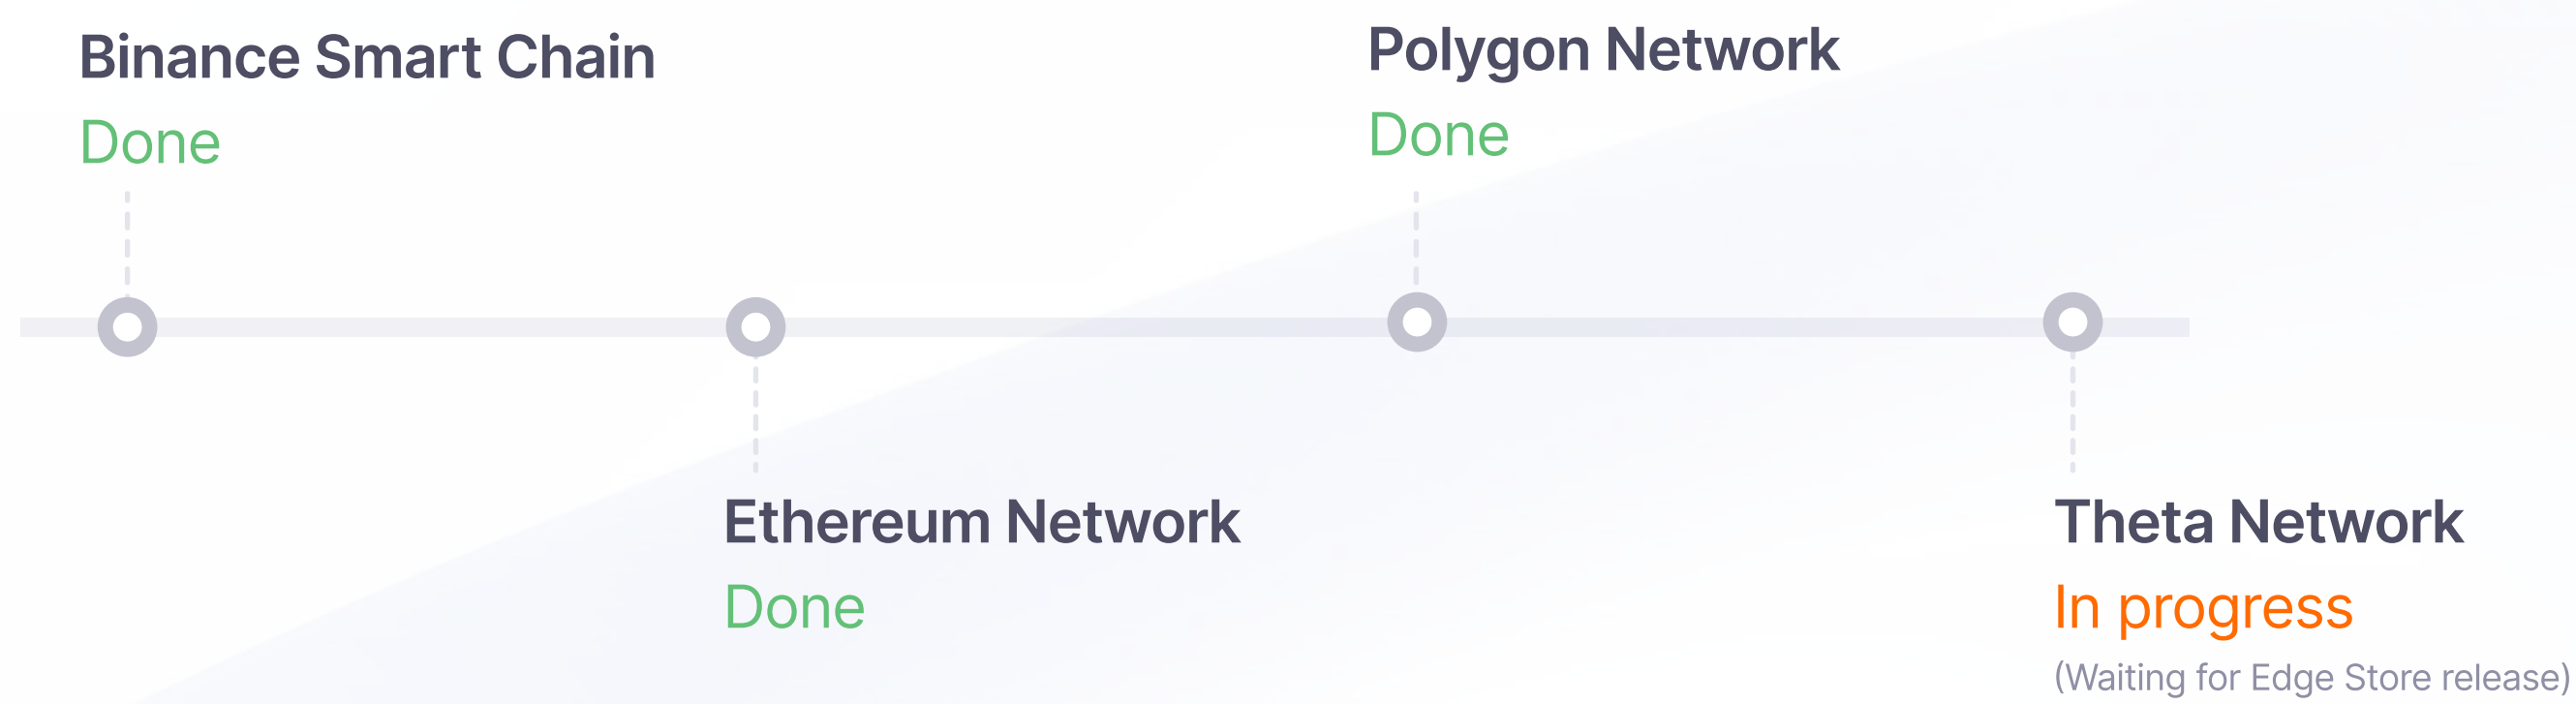 Binance Smart Chain
Done
Ethereum Network
Done
Polygon Network
Done
Theta Network
In progress
(Waiting for Edge Store release)